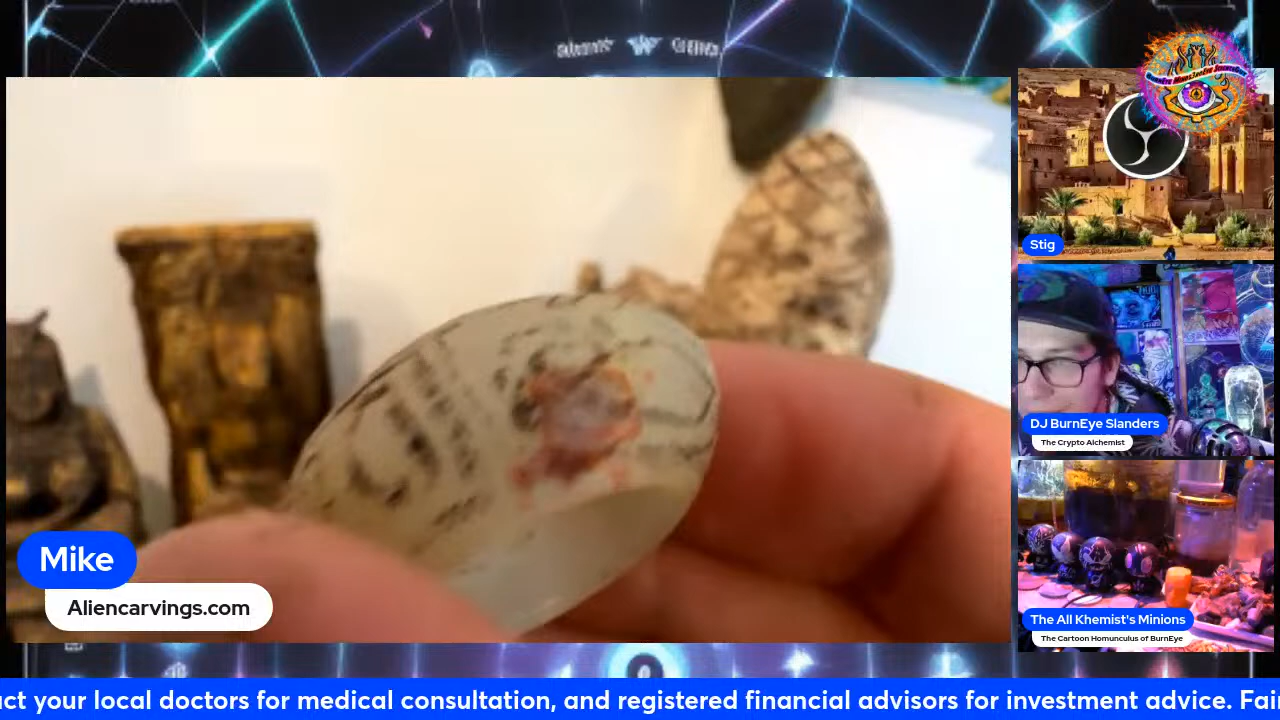 Mike
Aliencarvings.com
Stig
DJ BurnEye Slanders
The Crypto Alchemist
The All Khemist's Minions
The Cartoon Homunculus of BurnEye
act your local doctors for medical consultation, and registered financial advisors for investment advice. Fai